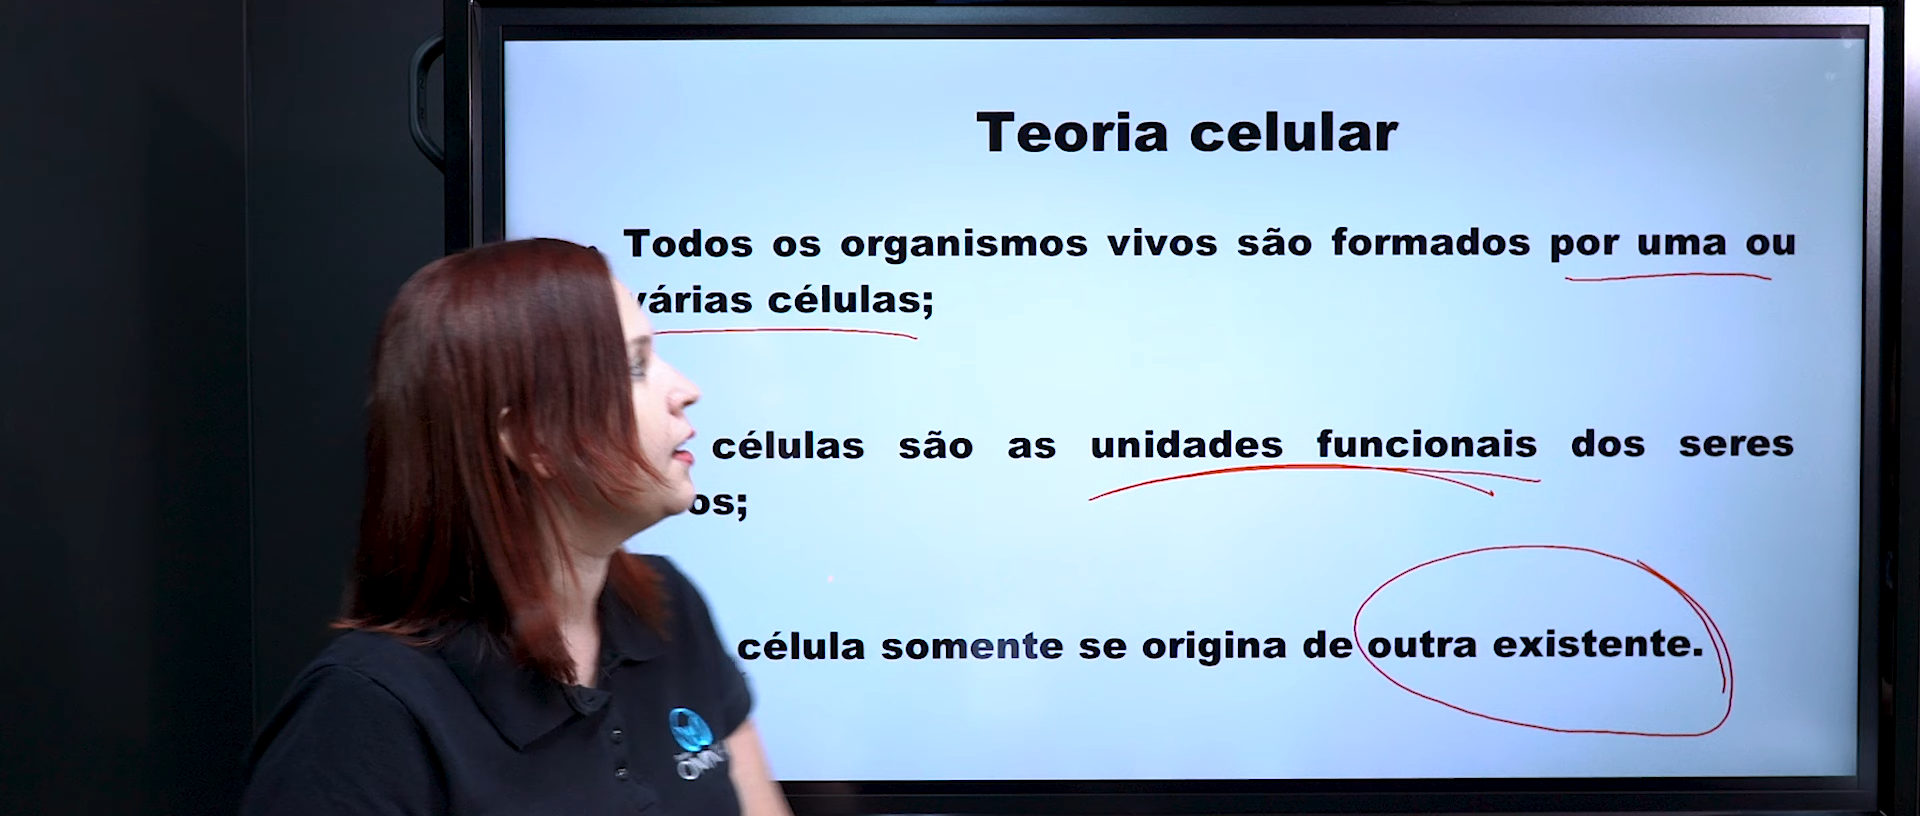 Teoria celular
Todos os organismos vivos são formados por uma ou
várias células;
células são as unidades funcionais dos seres
os;
célula somente se origina de outra existente.